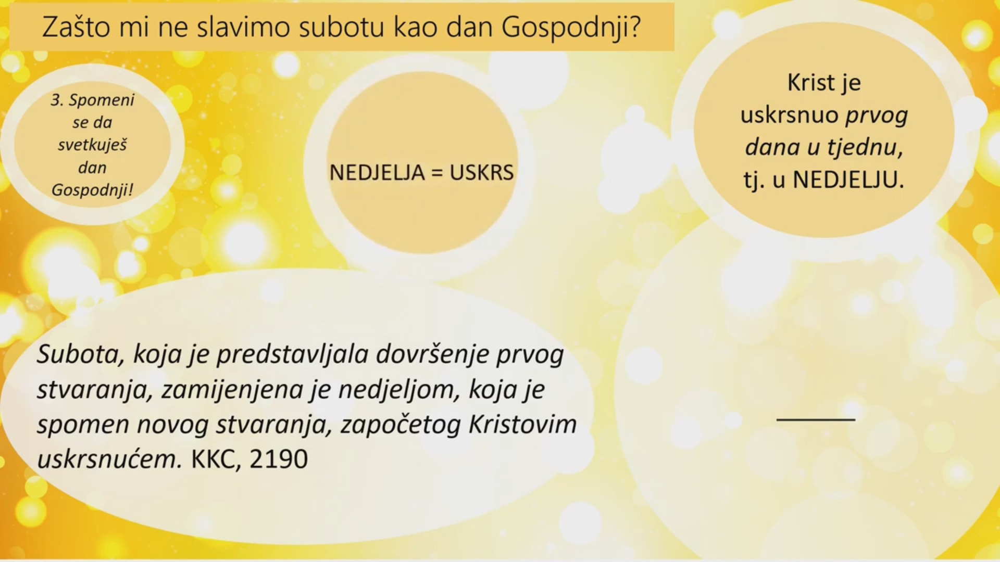 Zašto mi ne slavimo subotu kao dan Gospodnji?
3. Spomeni
se da
svetkuješ
dan
Gospodnji!
NEDJELJA = USKRS
Krist je
uskrsnuo prvog
dana u tjednu,
tj. u NEDJELJU.
Subota, koja je predstavljala dovršenje prvog
stvaranja, zamijenjena je nedjeljom, koja je
spomen novog stvaranja, započetog Kristovim
uskrsnućem. KKC, 2190